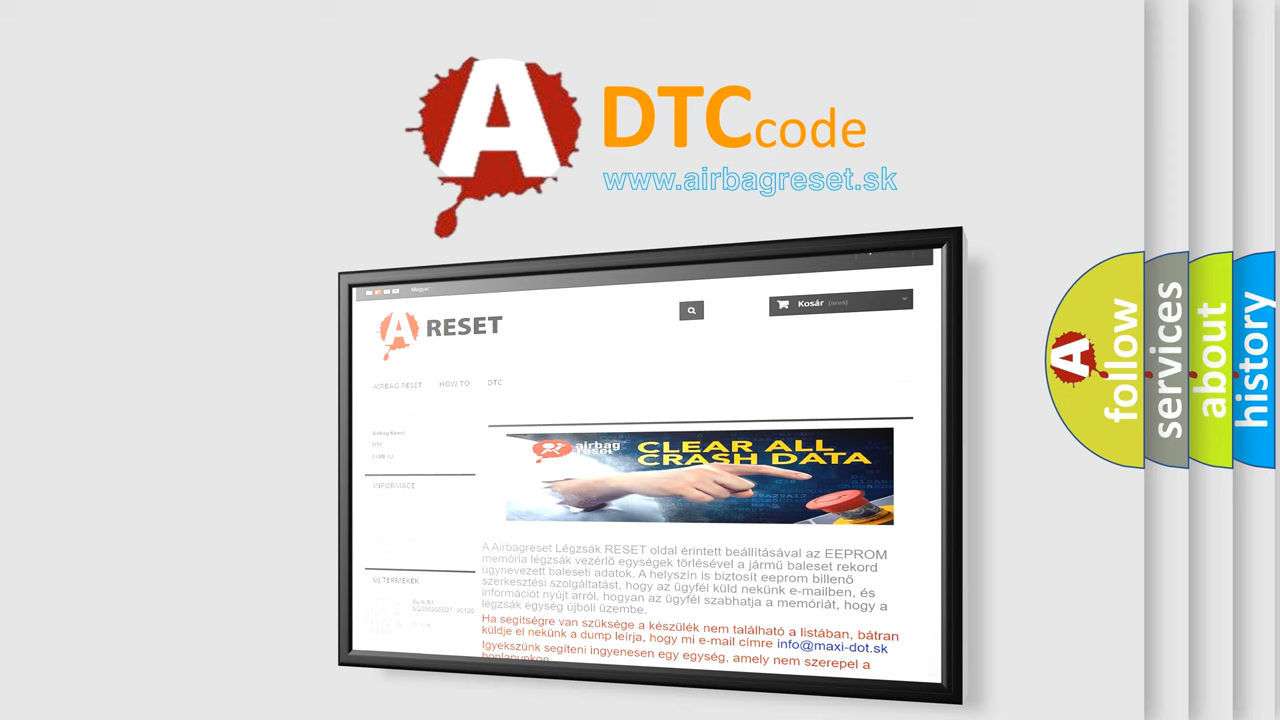 A DTC code
www.airbagreset.sk
Magyar
A RESET
Kosár (üres)
AIRBAG RESET HOW TO DTC
Airbag Reset
DTC
HOW TO
INFORMACE
airbag reset
CLEAR ALL
CRASH DATA
A Airbagreset Légzsák RESET oldal érintett beállításával az EEPROM
memória légzsák vezérlő egységek törlésével a jármű baleset rekord
úgynevezett baleseti adatok. A helyszín is biztosít eeprom billenő
szerkesztési szolgáltatást, hogy az ügyfél küld nekünk e-mailben, és
információt nyújt arról, hogyan az ügyfél szabhatja a memóriát, hogy a
légzsák egység újbóli üzembe.
Ha segítségre van szüksége a készülék nem található a listában, bátran
küldje el nekünk a dump leírja, hogy mi e-mail címre info@maxi-dot.sk
Igyekszünk segíteni ingyenesen egy egység, amely nem szerepel a
honlapunkon
ÚJ TERMÉKEK
A follow
services
about
history